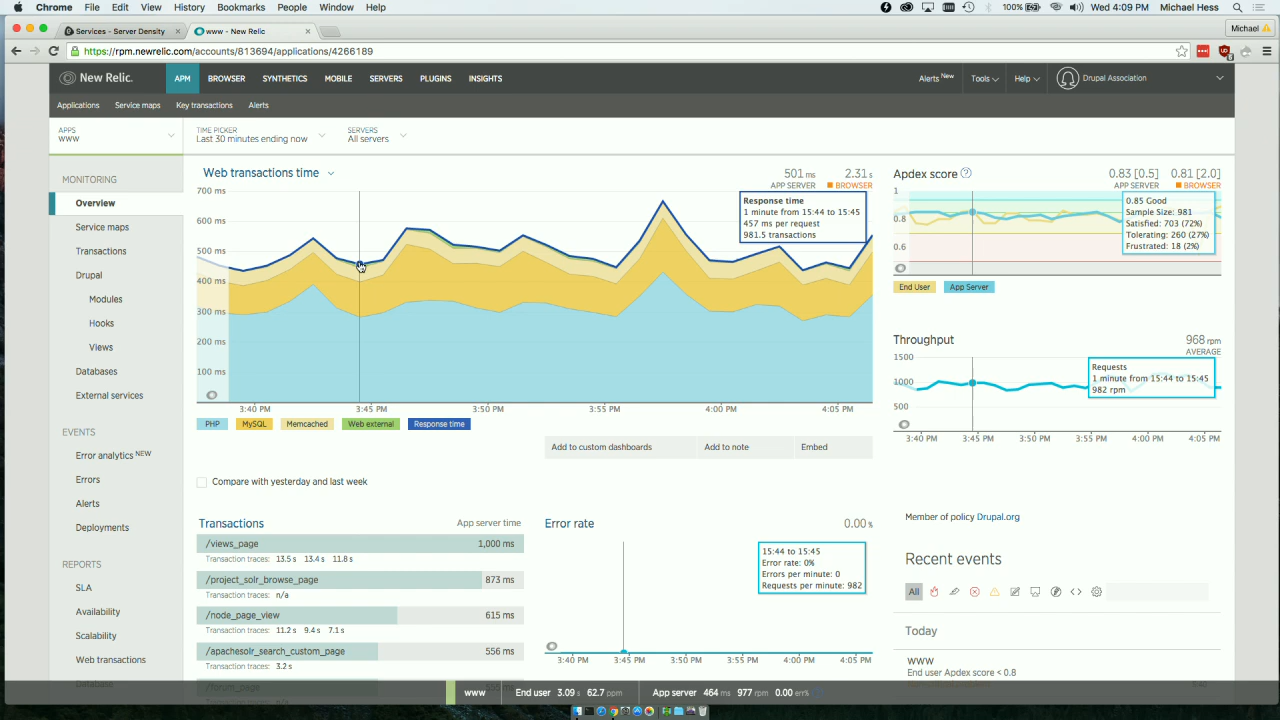 Chrome File Edit View History Bookmarks People Window Help 100% Wed 4:09 PM Michael Hess
Services - Server Density
www - New Relic
Michael
https://rpm.newrelic.com/accounts/813694/applications/4266189
New Relic.
APM BROWSER SYNTHETICS MOBILE SERVERS PLUGINS INSIGHTS
Alerts New Tools Help Drupal Association
Applications Service maps Key transactions Alerts
APPS
www
TIME PICKER
Last 30 minutes ending now
SERVERS
All servers
MONITORING
Overview
Service maps
Transactions
Drupal
Modules
Hooks
Views
Databases
External services
EVENTS
Error analytics NEW
Errors
Alerts
Deployments
REPORTS
SLA
Availability
Scalability
Web transactions
Database
Web transactions time
501 ms 2.31 s
APP SERVER BROWSER
700 ms
600 ms
500 ms
400 ms
300 ms
200 ms
100 ms
Response time
1 minute from 15:44 to 15:45
457 ms per request
981.5 transactions
3:40 PM 3:45 PM 3:50 PM 3:55 PM 4:00 PM 4:05 PM
PHP MySQL Memcached Web external Response time
Add to custom dashboards Add to note Embed
Compare with yesterday and last week
Apdex score
0.83 [0.5] 0.81 [2.0]
APP SERVER BROWSER
1
0.8
0.6
0.85 Good
Sample Size: 981
Satisfied: 703 (72%)
Tolerating: 260 (27%)
Frustrated: 18 (2%)
End User App Server
Throughput
968 rpm
AVERAGE
1500
1000
500
Requests
1 minute from 15:44 to 15:45
982 rpm
3:40 PM 3:45 PM 3:50 PM 3:55 PM 4:00 PM 4:05 PM
Transactions App server time
/views_page 1,000 ms
Transaction traces: 13.5 s 13.4 s 11.8 s
/project_solr_browse_page 873 ms
Transaction traces: n/a
/node_page_view 615 ms
Transaction traces: 11.2 s 9.4 s 7.1 s
/apachesolr_search_custom_page 556 ms
Transaction traces: 3.2 s
/forum_page
Error rate 0.00 %
15:44 to 15:45
Error rate: 0%
Errors per minute: 0
Requests per minute: 982
3:40 PM 3:45 PM 3:50 PM 3:55 PM 4:00 PM 4:05 PM
Member of policy Drupal.org
Recent events
All
Today
www
End user Apdex score < 0.8
www End user 3.09 s 62.7 ppm App server 464 ms 977 rpm 0.00 err%